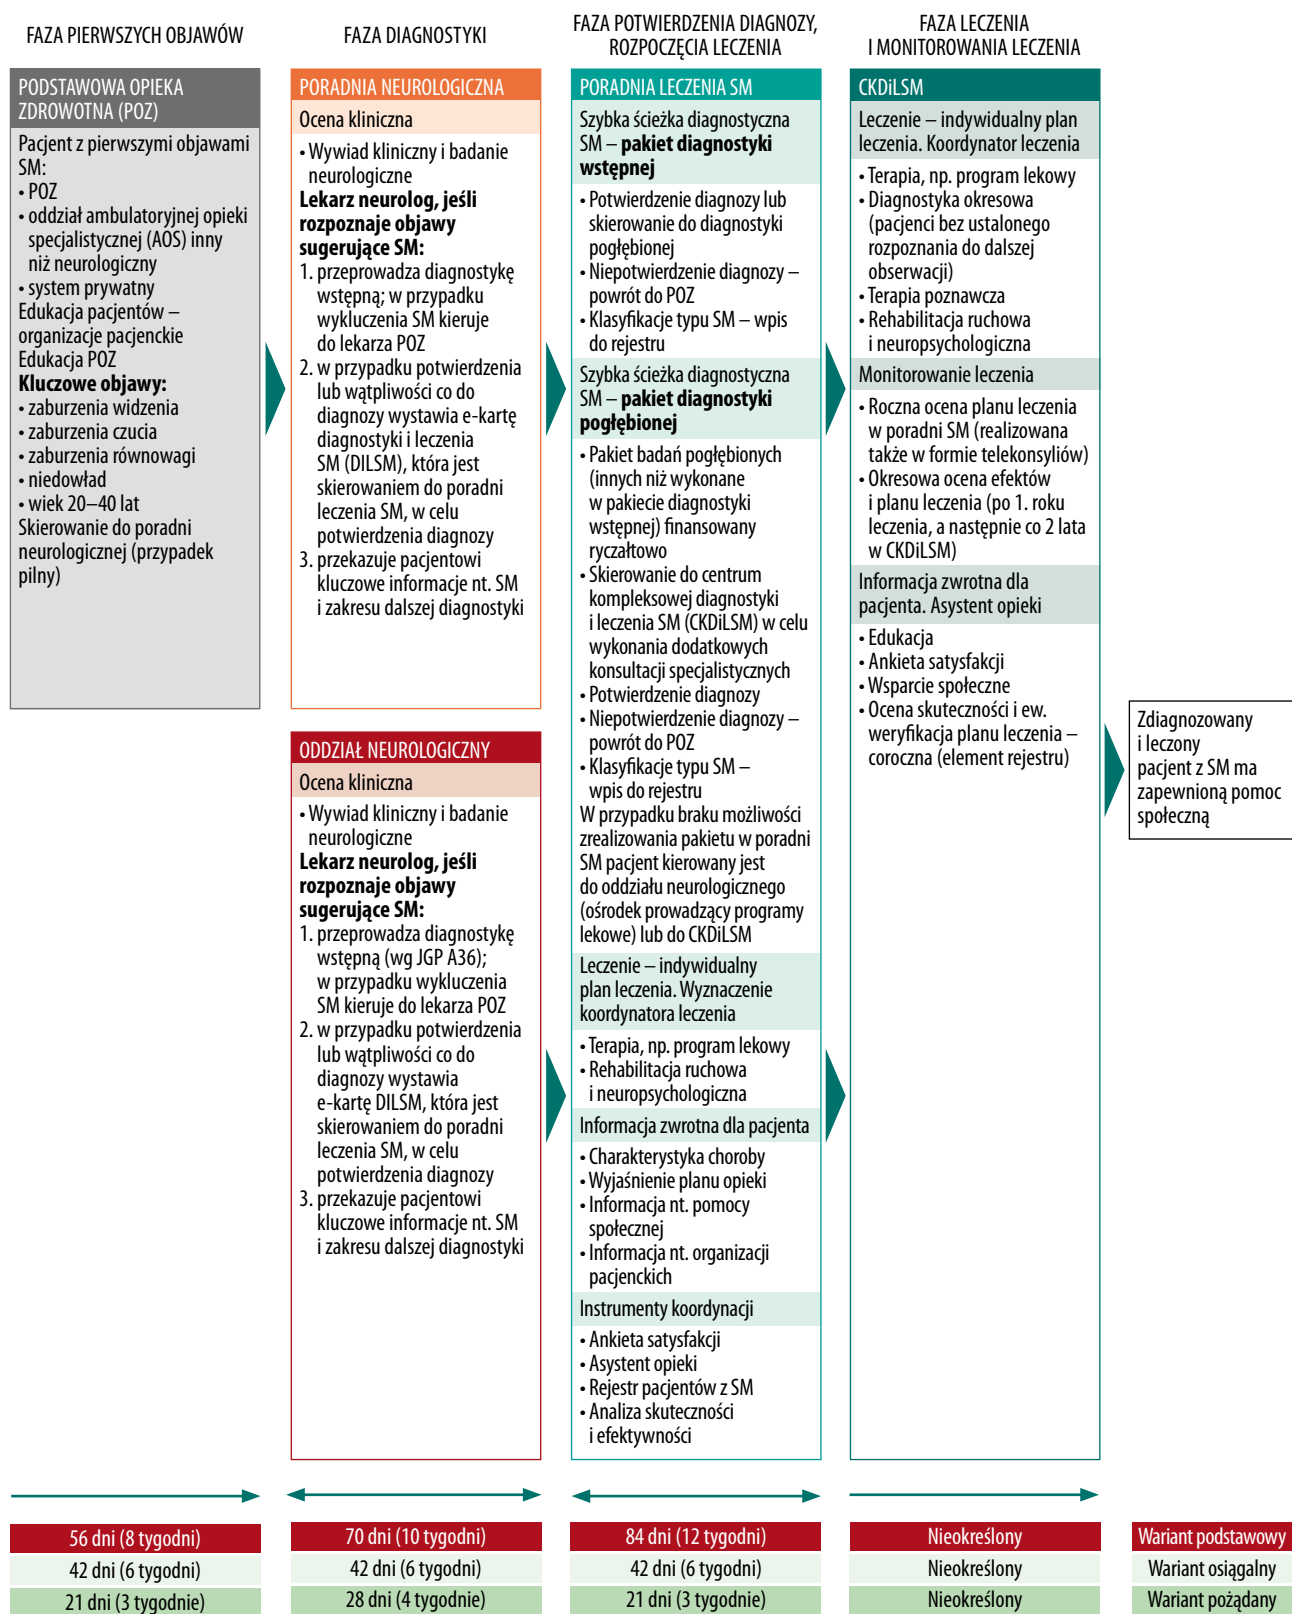 FAZA PIERWSZYCH OBJAWÓW
PODSTAWOWA OPIEKA
ZDROWOTNA (POZ)
Pacjent z pierwszymi objawami
SM:
• POZ
• oddział ambulatoryjnej opieki
specjalistycznej (AOS) inny
niż neurologiczny
• system prywatny
Edukacja pacjentów –
organizacje pacjenckie
Edukacja POZ
Kluczowe objawy:
• zaburzenia widzenia
• zaburzenia czucia
• zaburzenia równowagi
• niedowład
• wiek 20–40 lat
Skierowanie do poradni
neurologicznej (przypadek
pilny)
FAZA DIAGNOSTYKI
PORADNIA NEUROLOGICZNA
Ocena kliniczna
• Wywiad kliniczny i badanie
neurologiczne
Lekarz neurolog, jeśli
rozpoznaje objawy
sugerujące SM:
1. przeprowadza diagnostykę
wstępną; w przypadku
wykluczenia SM kieruje
do lekarza POZ
2. w przypadku potwierdzenia
lub wątpliwości co do
diagnozy wystawia e-kartę
diagnostyki i leczenia
SM (DILSM), która jest
skierowaniem do poradni
leczenia SM, w celu
potwierdzenia diagnozy
3. przekazuje pacjentowi
kluczowe informacje nt. SM
i zakresu dalszej diagnostyki
ODDZIAŁ NEUROLOGICZNY
Ocena kliniczna
• Wywiad kliniczny i badanie
neurologiczne
Lekarz neurolog, jeśli
rozpoznaje objawy
sugerujące SM:
1. przeprowadza diagnostykę
wstępną (wg JGP A36);
w przypadku wykluczenia
SM kieruje do lekarza POZ
2. w przypadku potwierdzenia
lub wątpliwości co do
diagnozy wystawia
e-kartę DILSM, która jest
skierowaniem do poradni
leczenia SM, w celu
potwierdzenia diagnozy
3. przekazuje pacjentowi
kluczowe informacje nt. SM
i zakresu dalszej diagnostyki
FAZA POTWIERDZENIA DIAGNOZY,
ROZPOCZĘCIA LECZENIA
PORADNIA LECZENIA SM
Szybka ścieżka diagnostyczna
SM – pakiet diagnostyki
wstępnej
• Potwierdzenie diagnozy lub
skierowanie do diagnostyki
pogłębionej
• Niepotwierdzenie diagnozy –
powrót do POZ
• Klasyfikacje typu SM – wpis
do rejestru
Szybka ścieżka diagnostyczna
SM – pakiet diagnostyki
pogłębionej
• Pakiet badań pogłębionych
(innych niż wykonane
w pakiecie diagnostyki
wstępnej) finansowany
ryczałtowo
• Skierowanie do centrum
kompleksowej diagnostyki
i leczenia SM (CKDiLSM) w celu
wykonania dodatkowych
konsultacji specjalistycznych
• Potwierdzenie diagnozy
• Niepotwierdzenie diagnozy –
powrót do POZ
• Klasyfikacje typu SM –
wpis do rejestru
W przypadku braku możliwości
zrealizowania pakietu w poradni
SM pacjent kierowany jest
do oddziału neurologicznego
(ośrodek prowadzący programy
lekowe) lub do CKDiLSM
Leczenie – indywidualny
plan leczenia. Wyznaczenie
koordynatora leczenia
• Terapia, np. program lekowy
• Rehabilitacja ruchowa
i neuropsychologiczna
Informacja zwrotna dla pacjenta
• Charakterystyka choroby
• Wyjaśnienie planu opieki
• Informacja nt. pomocy
społecznej
• Informacja nt. organizacji
pacjenckich
Instrumenty koordynacji
• Ankieta satysfakcji
• Asystent opieki
• Rejestr pacjentów z SM
• Analiza skuteczności
i efektywności
FAZA LECZENIA
I MONITOROWANIA LECZENIA
CKDiLSM
Leczenie – indywidualny plan
leczenia. Koordynator leczenia
• Terapia, np. program lekowy
• Diagnostyka okresowa
(pacjenci bez ustalonego
rozpoznania do dalszej
obserwacji)
• Terapia poznawcza
• Rehabilitacja ruchowa
i neuropsychologiczna
Monitorowanie leczenia
• Roczna ocena planu leczenia
w poradni SM (realizowana
także w formie telekonsyliów)
• Okresowa ocena efektów
i planu leczenia (po 1. roku
leczenia, a następnie co 2 lata
w CKDiLSM)
Informacja zwrotna dla
pacjenta. Asystent opieki
• Edukacja
• Ankieta satysfakcji
• Wsparcie społeczne
• Ocena skuteczności i ew.
weryfikacja planu leczenia –
coroczna (element rejestru)
Zdiagnozowany
i leczony
pacjent z SM ma
zapewnioną pomoc
społeczną
56 dni (8 tygodni)
70 dni (10 tygodni)
84 dni (12 tygodni)
Nieokreślony
Wariant podstawowy
42 dni (6 tygodni)
42 dni (6 tygodni)
42 dni (6 tygodni)
Nieokreślony
Wariant osiągalny
21 dni (3 tygodnie)
28 dni (4 tygodnie)
21 dni (3 tygodnie)
Nieokreślony
Wariant pożądany